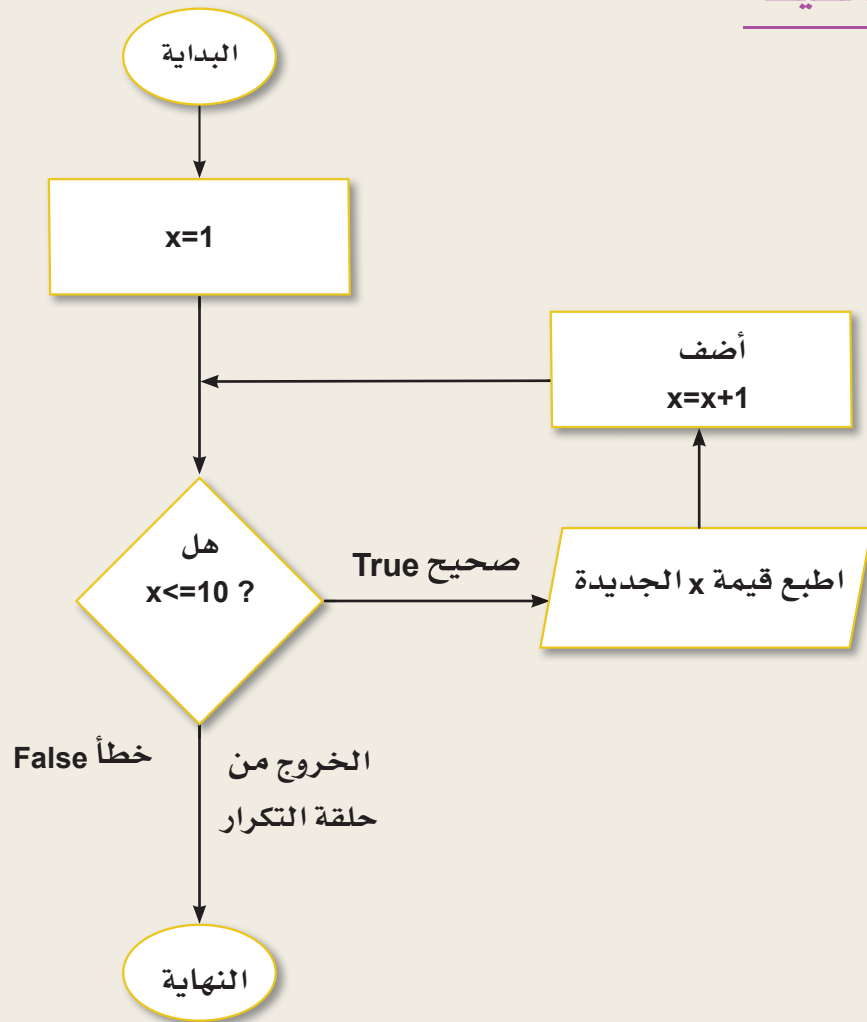 البداية
x=1
أضف
x=x+1
هل
x<=10 ?
صحيح True
اطبع قيمة x الجديدة
خطأ False
الخروج من
حلقة التكرار
النهاية